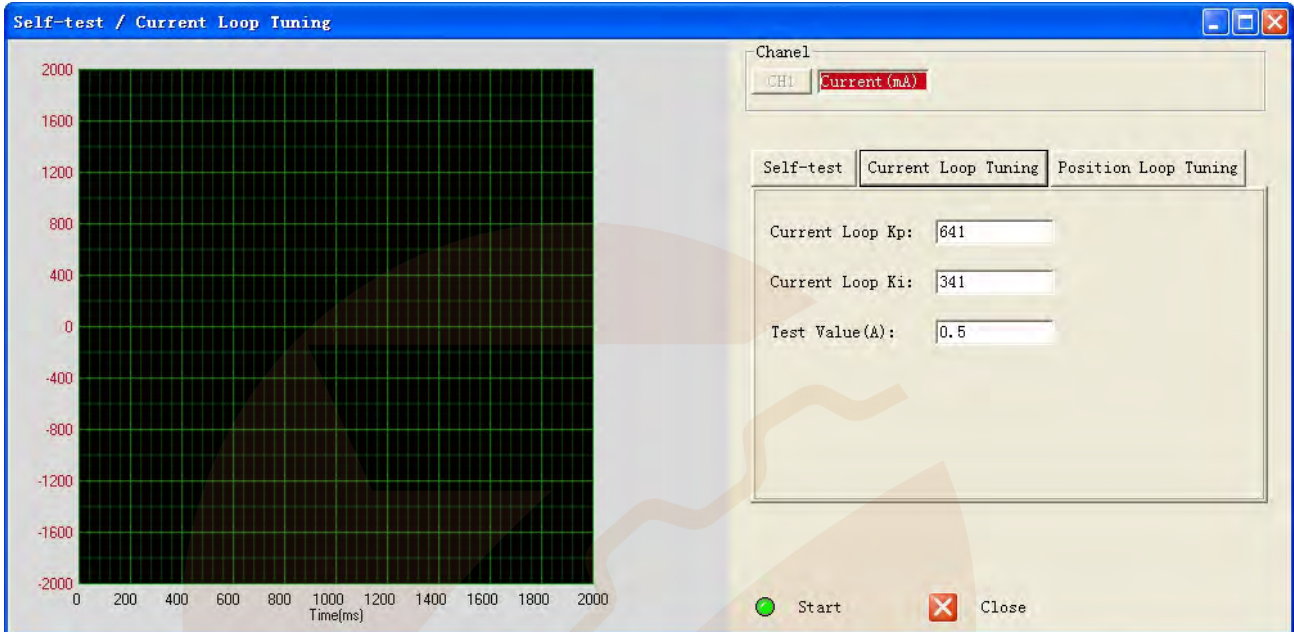 Self-test / Current Loop Tuning
Chanel
CH1 Current(mA)
Self-test Current Loop Tuning Position Loop Tuning
Current Loop Kp: 641
Current Loop Ki: 341
Test Value(A): 0.5
2000
1600
1200
800
400
0
-400
-800
-1200
-1600
-2000
0 200 400 600 800 1000 1200 1400 1600 1800 2000
Time(ms)
Start Close